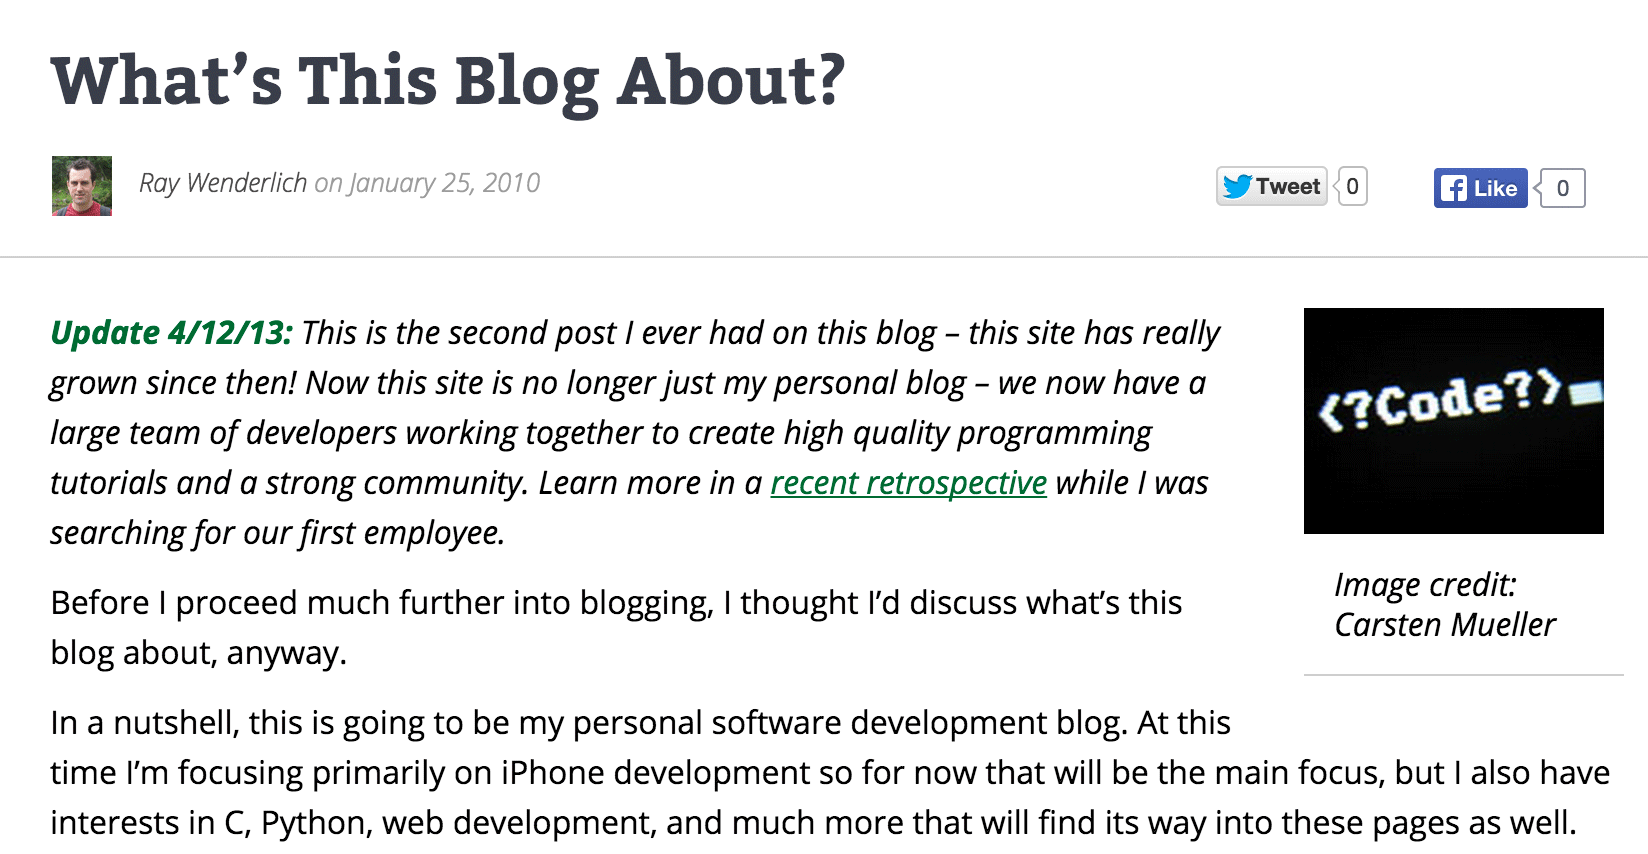 What’s This Blog About?
Ray Wenderlich on January 25, 2010
Tweet 0
Like 0
Update 4/12/13: This is the second post I ever had on this blog – this site has really
grown since then! Now this site is no longer just my personal blog – we now have a
large team of developers working together to create high quality programming
tutorials and a strong community. Learn more in a recent retrospective while I was
searching for our first employee.
<?Code?>
Image credit:
Carsten Mueller
Before I proceed much further into blogging, I thought I’d discuss what’s this
blog about, anyway.
In a nutshell, this is going to be my personal software development blog. At this
time I’m focusing primarily on iPhone development so for now that will be the main focus, but I also have
interests in C, Python, web development, and much more that will find its way into these pages as well.